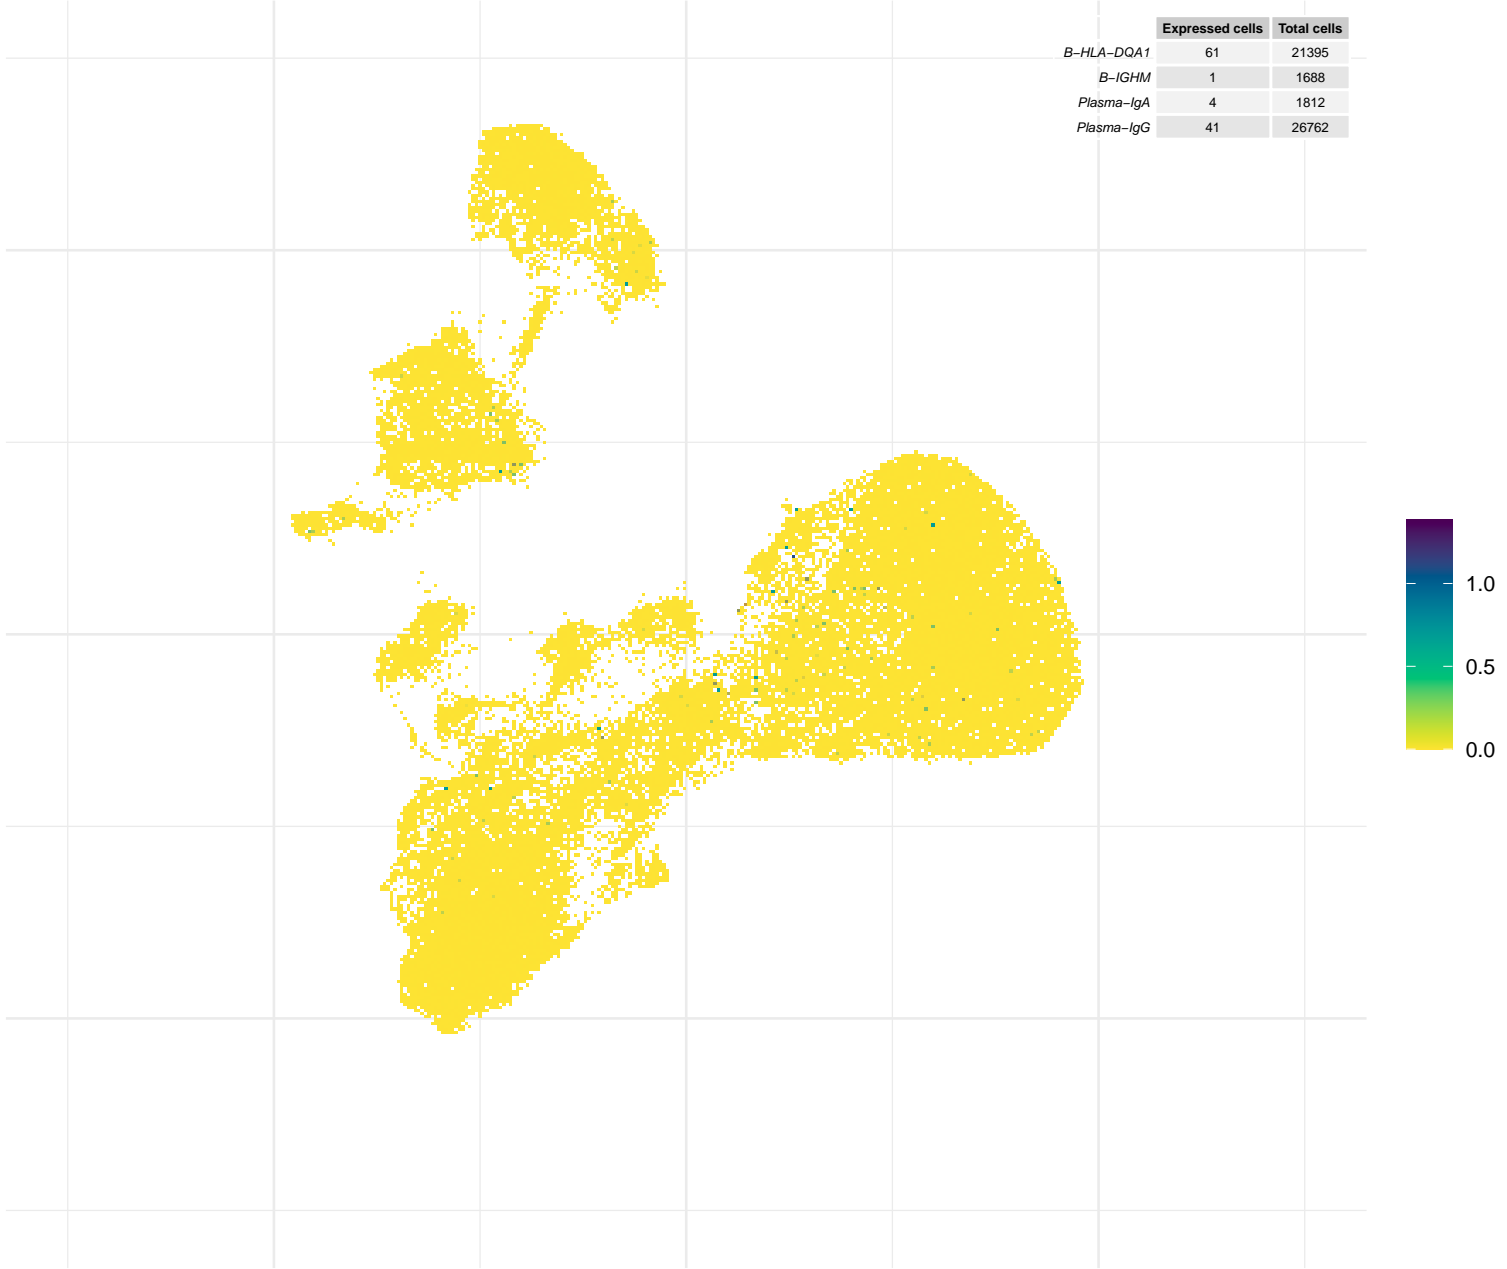 Expressed cells Total cells
B−HLA−DQA1 61 21395
B−IGHM 1 1688
Plasma−IgA 4 1812
Plasma−IgG 41 26762
1.0
0.5
0.0